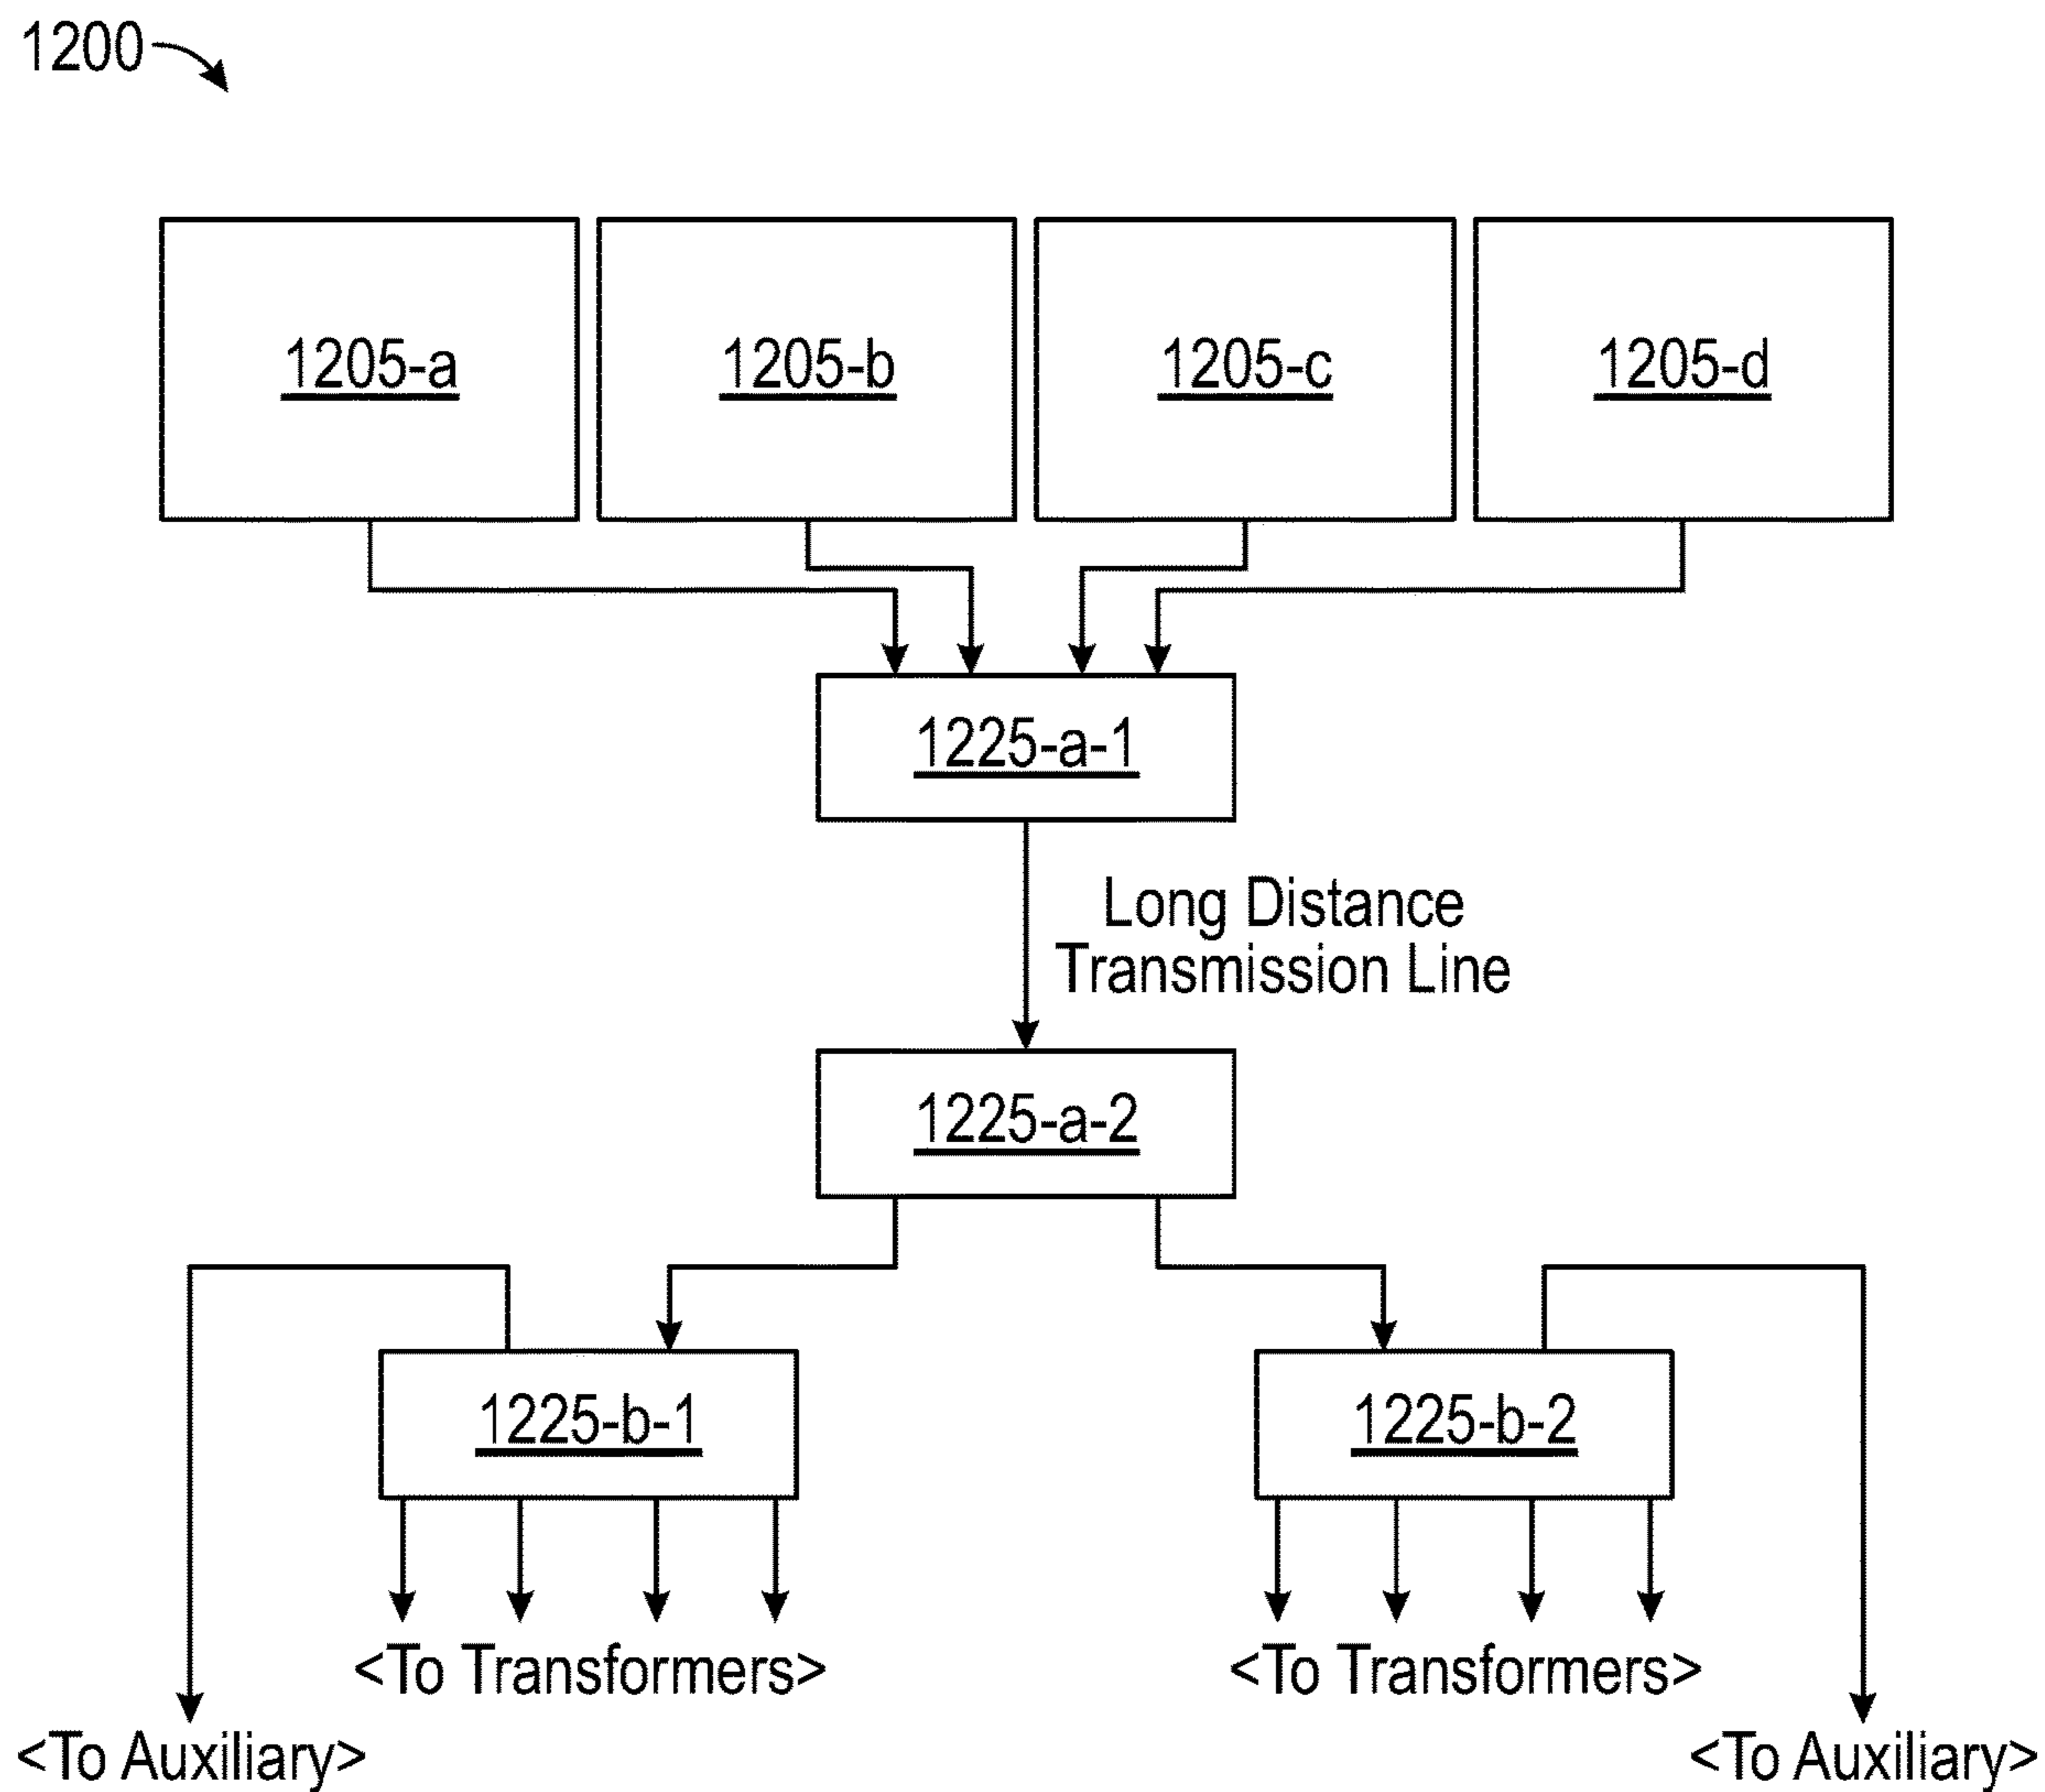 1200
1205-a
1205-b
1205-c
1205-d
1225-a-1
Long Distance
Transmission Line
1225-a-2
1225-b-1
1225-b-2
<To Transformers>
<To Transformers>
<To Auxiliary>
<To Auxiliary>